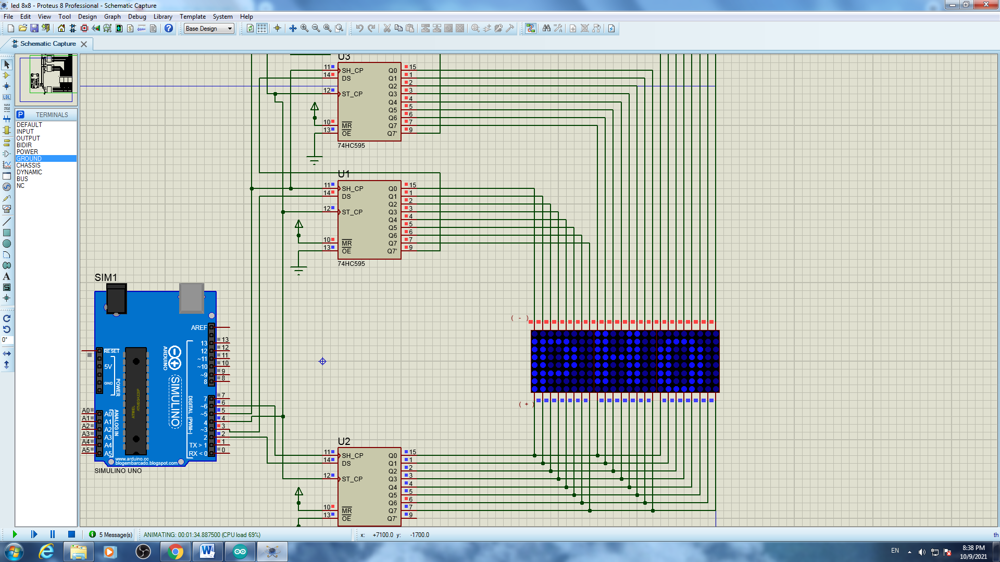 led 8x8 - Proteus 8 Professional - Schematic Capture
File Edit View Tool Design Graph Debug Library Template System Help
Base Design
Schematic Capture
P TERMINALS
DEFAULT
INPUT
OUTPUT
BIDIR
POWER
GROUND
CHASSIS
DYNAMIC
BUS
NC
LBL
A
S
0°
U3
11 SH_CP Q0 15
14 DS Q1 1
Q2 2
12 ST_CP Q3 3
Q4 4
Q5 5
Q6 6
10 MR Q7 7
13 OE Q7' 9
74HC595
U1
11 SH_CP Q0 15
14 DS Q1 1
Q2 2
12 ST_CP Q3 3
Q4 4
Q5 5
Q6 6
10 MR Q7 7
13 OE Q7' 9
74HC595
SIM1
AREF
13 13
12 12
~11 11
~10 10
~9 9
8 8
7 7
~6 6
~5 5
4 4
~3 3
2 2
TX > 1 1
RX < 0 0
RESET
5V
GND
POWER
A0 A0
A1 A1
A2 A2
A3 A3
A4 A4
A5 A5
ANALOG IN
ATMEL
ATMEGA328P
ARDUINO
SIMULINO
DIGITAL (PWM~)
www.arduino.cc
blogembarcado.blogspot.com
SIMULINO UNO
( - )
( + )
U2
11 SH_CP Q0 15
14 DS Q1 1
Q2 2
12 ST_CP Q3 3
Q4 4
Q5 5
Q6 6
10 MR Q7 7
13 OE Q7' 9
5 Message(s)
ANIMATING: 00:01:34.887500 (CPU load 69%)
x: +7100.0 y: -1700.0
th
EN
8:38 PM
10/9/2021